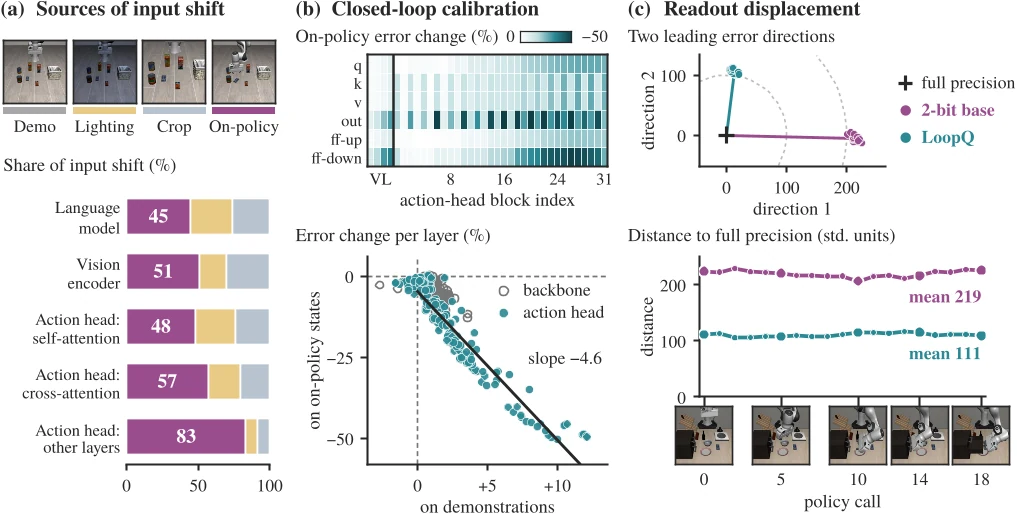 (a) Sources of input shift
Demo
Lighting
Crop
On-policy
Share of input shift (%)
Language
model
45
Vision
encoder
51
Action head:
self-attention
48
Action head:
cross-attention
57
Action head:
other layers
83
0
50
100
(b) Closed-loop calibration
On-policy error change (%) 0 −50
q
k
v
out
ff-up
ff-down
VL
8
16
24
31
action-head block index
Error change per layer (%)
0
−25
−50
on on-policy states
backbone
action head
slope −4.6
0
+5
+10
on demonstrations
(c) Readout displacement
Two leading error directions
direction 2
100
0
0
100
200
direction 1
full precision
2-bit base
LoopQ
Distance to full precision (std. units)
distance
200
100
0
mean 219
mean 111
0
5
10
14
18
policy call